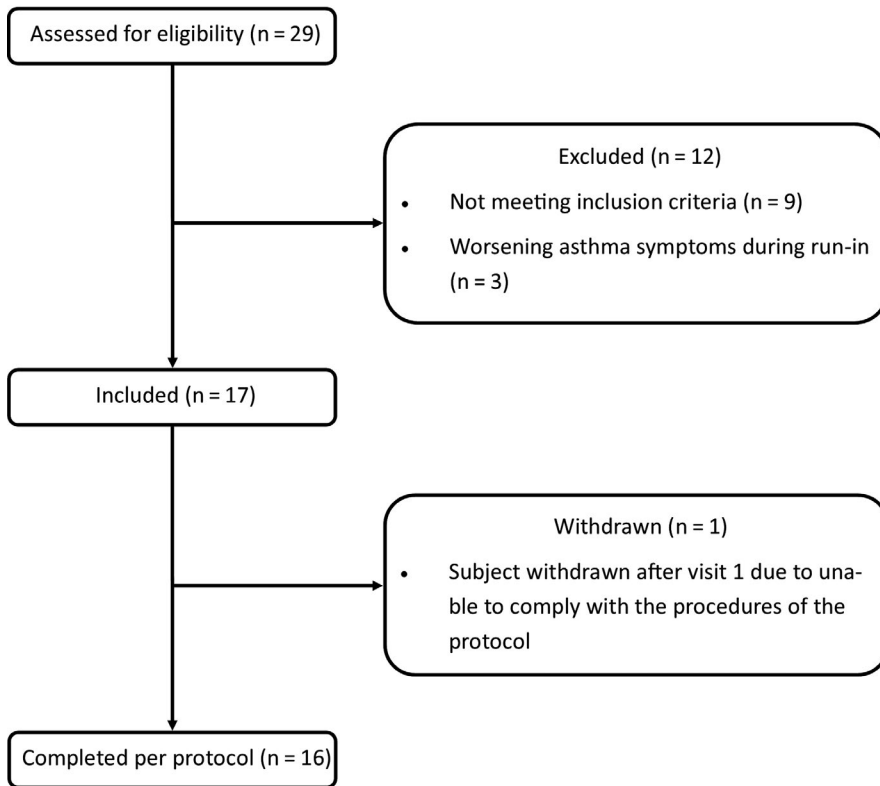 Assessed for eligibility (n = 29)
Excluded (n = 12)
• Not meeting inclusion criteria (n = 9)
• Worsening asthma symptoms during run-in
(n = 3)
Included (n = 17)
Withdrawn (n = 1)
• Subject withdrawn after visit 1 due to una-
ble to comply with the procedures of the
protocol
Completed per protocol (n = 16)